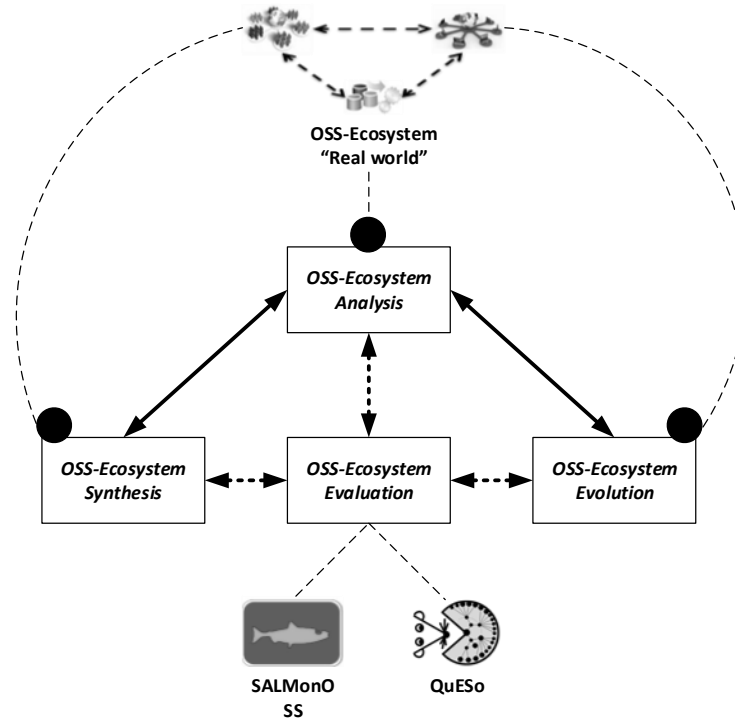 OSS-Ecosystem
“Real world”
OSS-Ecosystem
Analysis
OSS-Ecosystem
Synthesis
OSS-Ecosystem
Evaluation
OSS-Ecosystem
Evolution
SALMonO
SS
QuESo